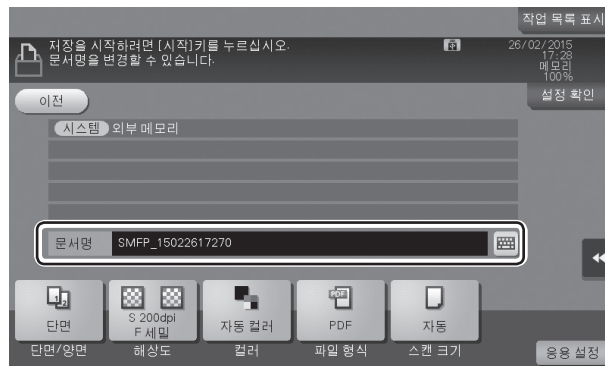 작업 목록 표시
저장을 시작하려면 [시작]키를 누르십시오.
문서명을 변경할 수 있습니다.
26/02/2015
17:28
메모리
100%
이전
설정 확인
시스템 외부 메모리
문서명 SMFP_15022617270
1 2
단면
S 200dpi
F 세밀
자동 컬러
PDF
PDF
자동
단면/양면
해상도
컬러
파일 형식
스캔 크기
응용 설정